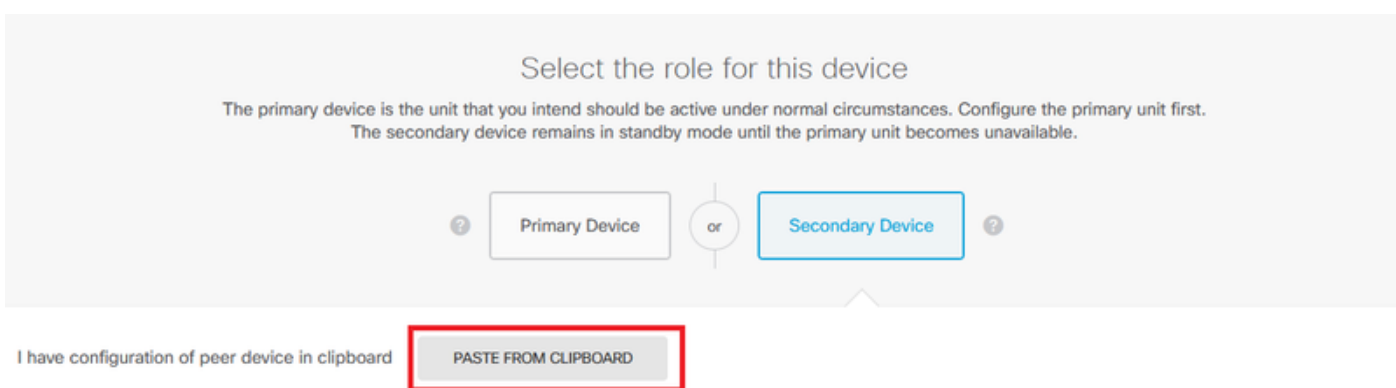 Select the role for this device
The primary device is the unit that you intend should be active under normal circumstances. Configure the primary unit first.
The secondary device remains in standby mode until the primary unit becomes unavailable.
? Primary Device or Secondary Device ?
I have configuration of peer device in clipboard PASTE FROM CLIPBOARD